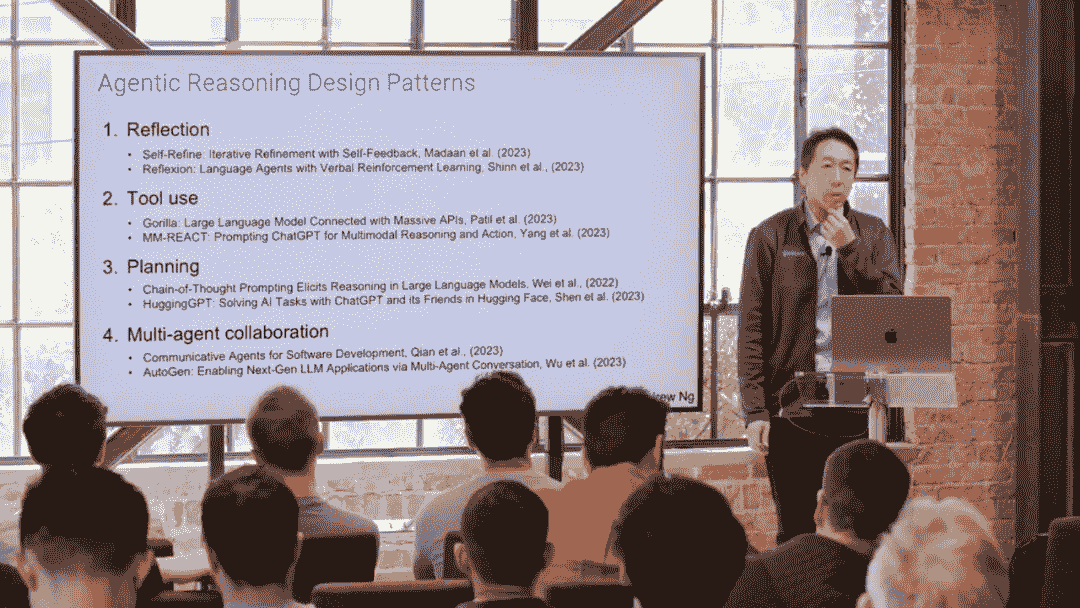 Agentic Reasoning Design Patterns
1. Reflection
• Self-Refine: Iterative Refinement with Self-Feedback, Madaan et al. (2023)
• Reflexion: Language Agents with Verbal Reinforcement Learning, Shinn et al., (2023)
2. Tool use
• Gorilla: Large Language Model Connected with Massive APIs, Patil et al. (2023)
• MM-REACT: Prompting ChatGPT for Multimodal Reasoning and Action, Yang et al. (2023)
3. Planning
• Chain-of-Thought Prompting Elicits Reasoning in Large Language Models, Wei et al., (2022)
• HuggingGPT: Solving AI Tasks with ChatGPT and its Friends in Hugging Face, Shen et al. (2023)
4. Multi-agent collaboration
• Communicative Agents for Software Development, Qian et al., (2023)
• AutoGen: Enabling Next-Gen LLM Applications via Multi-Agent Conversation, Wu et al. (2023)
Ng